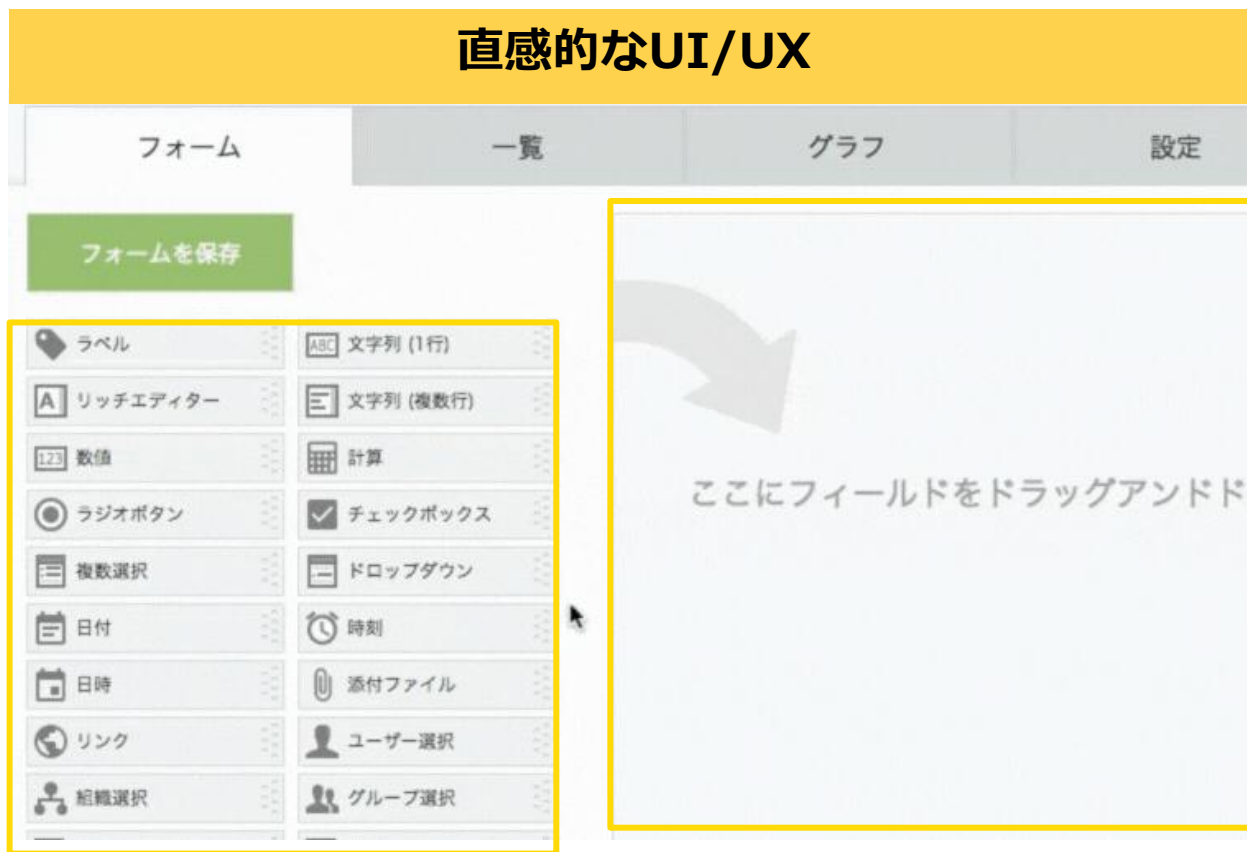 直感的なUI/UX
フォーム 一覧 グラフ 設定
フォームを保存
ラベル ABC 文字列 (1行)
A リッチエディター 文字列 (複数行)
123 数値 計算
ラジオボタン チェックボックス
複数選択 ドロップダウン
日付 時刻
日時 添付ファイル
リンク ユーザー選択
組織選択 グループ選択
ここにフィールドをドラッグアンドド